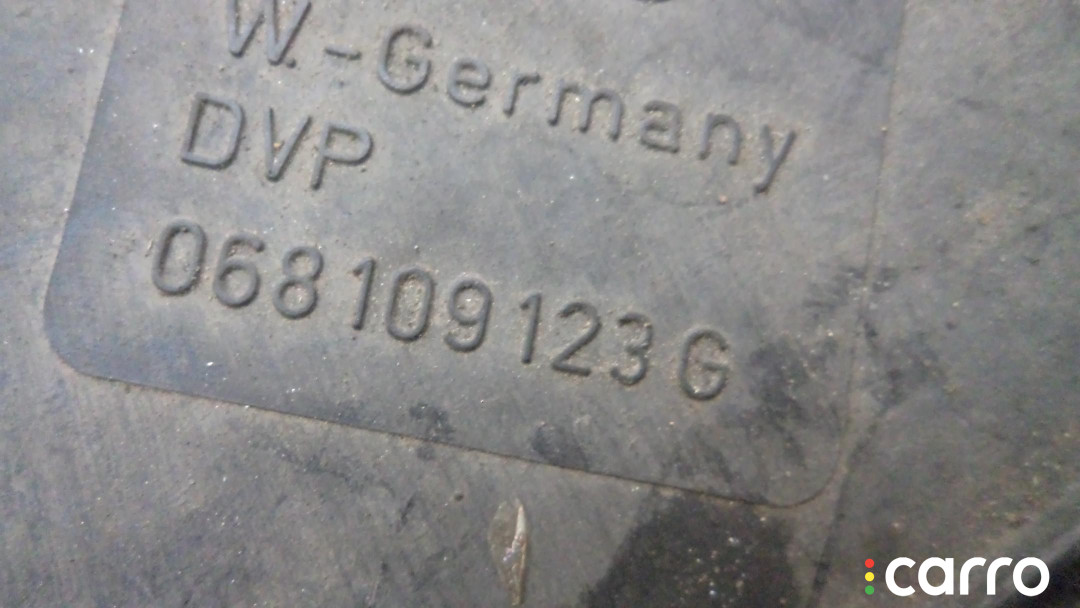 W.-Germany
DVP
068 109 123 G
carro